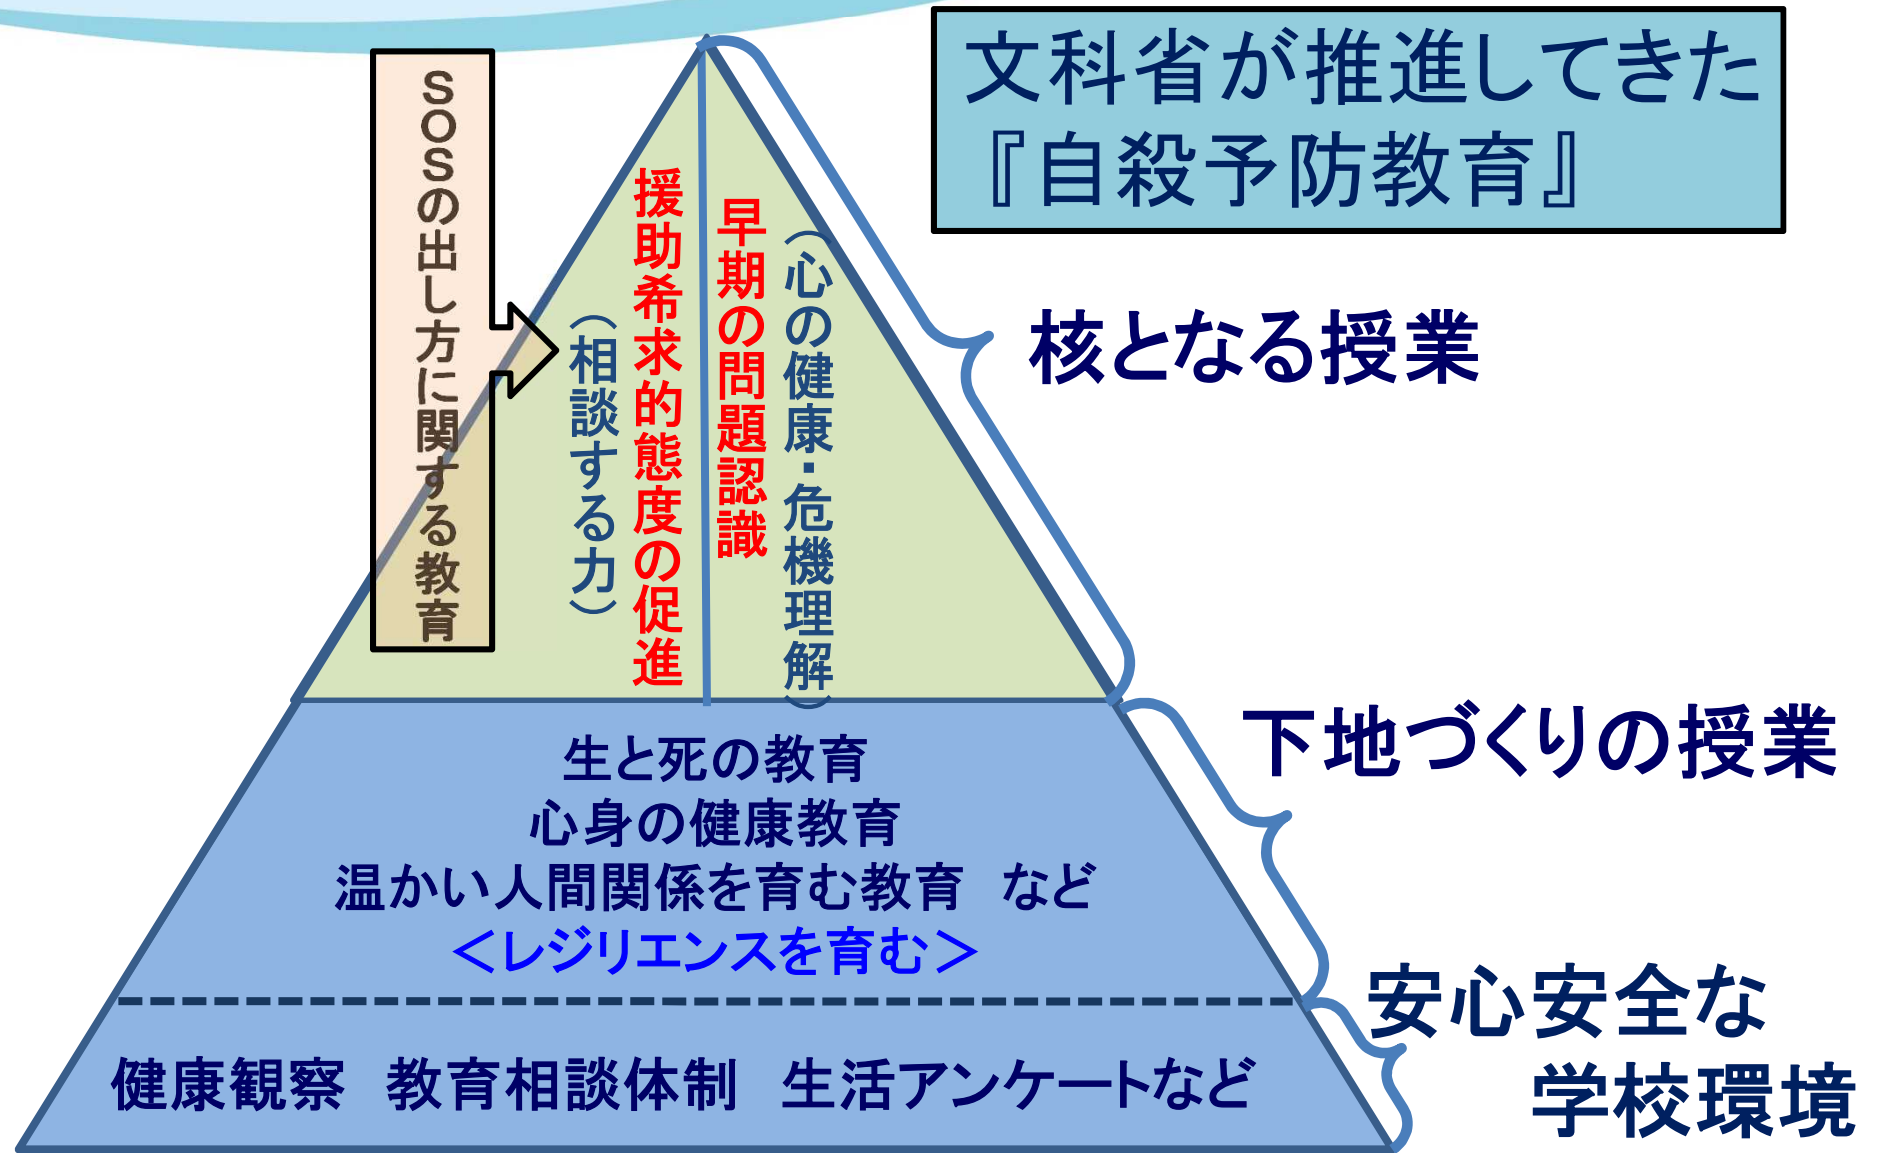 文科省が推進してきた
『自殺予防教育』
SOSの出し方に関する教育
援助希求的態度の促進
（相談する力）
早期の問題認識
（心の健康・危機理解）
核となる授業
生と死の教育
心身の健康教育
温かい人間関係を育む教育　など
＜レジリエンスを育む＞
下地づくりの授業
健康観察　教育相談体制　生活アンケートなど
安心安全な
学校環境